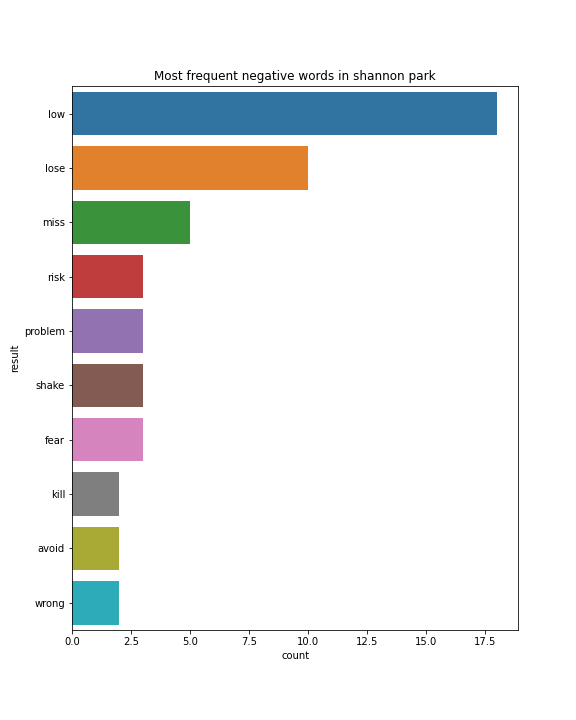 Most frequent negative words in shannon park
low
lose
miss
risk
problem
shake
fear
kill
avoid
wrong
result
0.0 2.5 5.0 7.5 10.0 12.5 15.0 17.5
count